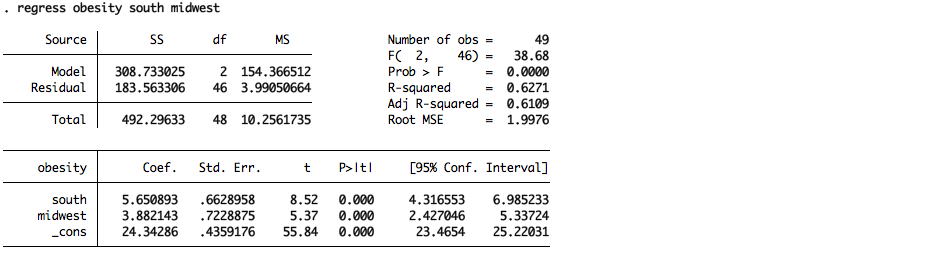 . regress obesity south midwest
Source SS df MS Number of obs = 49
F( 2, 46) = 38.68
Model 308.733025 2 154.366512 Prob > F = 0.0000
Residual 183.563306 46 3.99050664 R-squared = 0.6271
Adj R-squared = 0.6109
Total 492.29633 48 10.2561735 Root MSE = 1.9976
obesity Coef. Std. Err. t P>|t| [95% Conf. Interval]
south 5.650893 .6628958 8.52 0.000 4.316553 6.985233
midwest 3.882143 .7228875 5.37 0.000 2.427046 5.33724
_cons 24.34286 .4359176 55.84 0.000 23.4654 25.22031